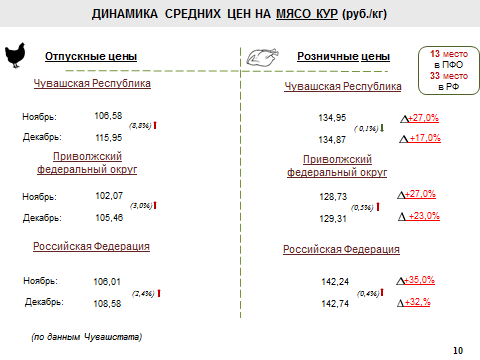 ДИНАМИКА СРЕДНИХ ЦЕН НА МЯСО КУР (руб./кг)
13 место
в ПФО
33 место
в РФ
Отпускные цены
Чувашская Республика
Ноябрь: 106,58
(8,8%)
Декабрь: 115,95
Приволжский
федеральный округ
Ноябрь: 102,07
(3,0%)
Декабрь: 105,46
Российская Федерация
Ноябрь: 106,01
(2,4%)
Декабрь: 108,58
Розничные цены
Чувашская Республика
134,95 Δ+27,0%
(0,1%)
134,87 Δ+17,0%
Приволжский
федеральный округ
128,73 Δ+27,0%
(0,5%)
129,31 Δ+23,0%
Российская Федерация
142,24 Δ+35,0%
(0,4%)
142,74 Δ+32,%
(по данным Чувашстата)
10